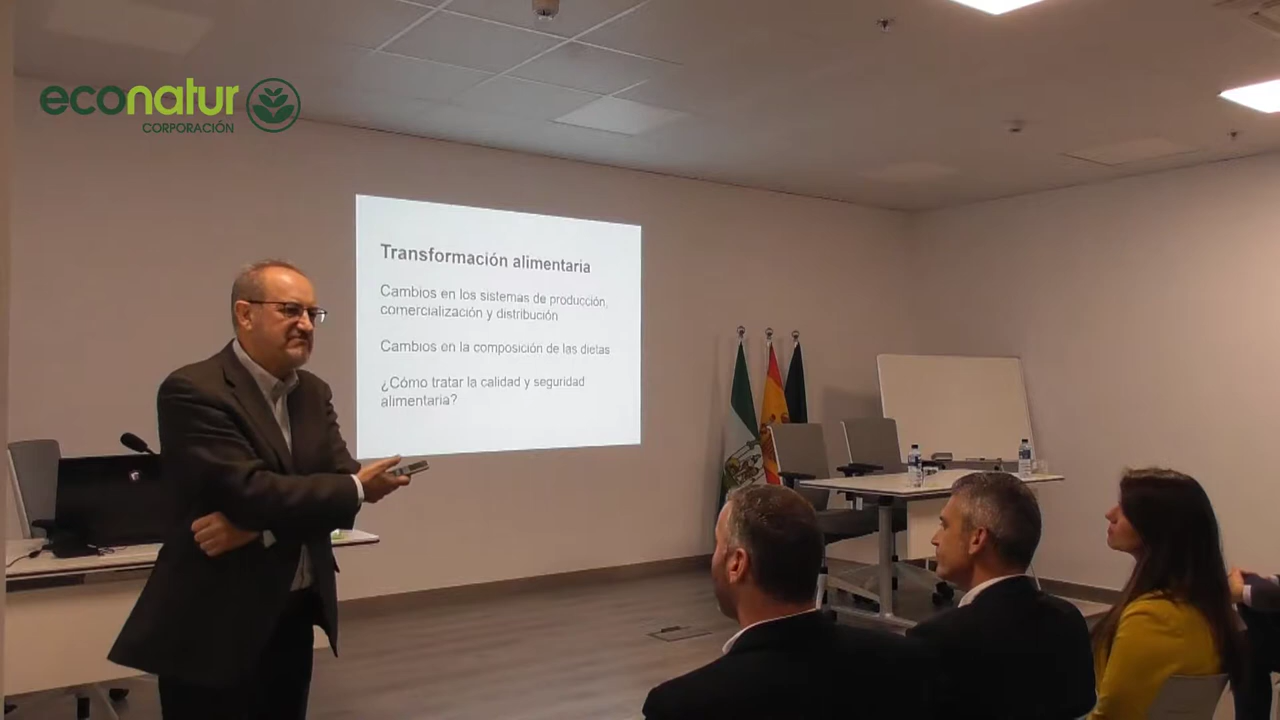 econatur
CORPORACIÓN
Transformación alimentaria
Cambios en los sistemas de producción,
comercialización y distribución
Cambios en la composición de las dietas
¿Cómo tratar la calidad y seguridad
alimentaria?